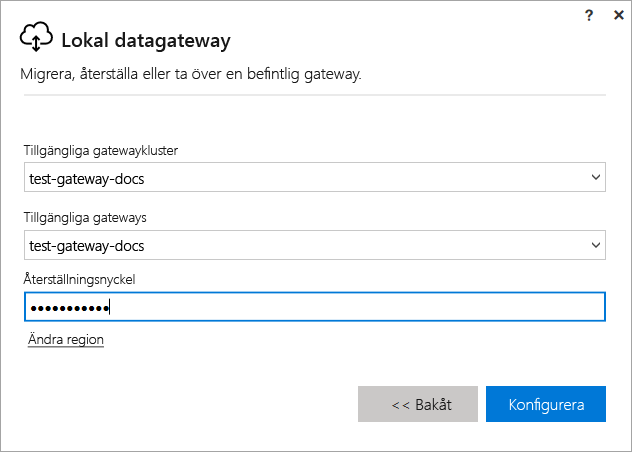 ? ×
Lokal datagateway
Migrera, återställa eller ta över en befintlig gateway.
Tillgängliga gatewaykluster
test-gateway-docs
Tillgängliga gateways
test-gateway-docs
Återställningsnyckel
•••••••••••
Ändra region
<< Bakåt Konfigurera